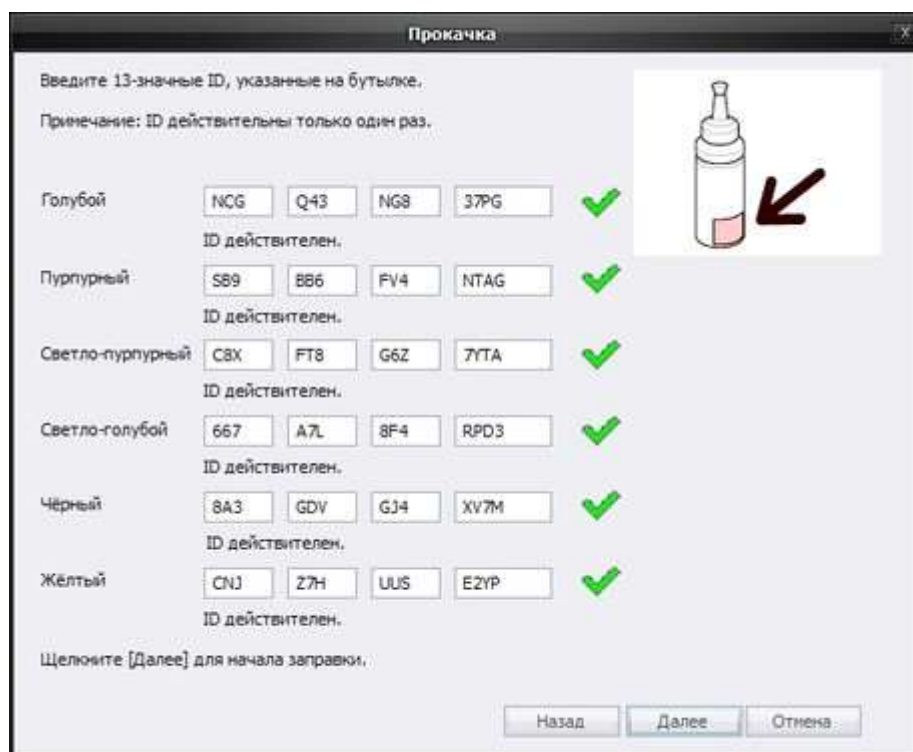 Прокачка
Введите 13-значные ID, указанные на бутылке.
Примечание: ID действительны только один раз.
Голубой NCG Q43 NG8 37PG
ID действителен.
Пурпурный SB9 BB6 FV4 NTAG
ID действителен.
Светло-пурпурный C8X FT8 G6Z 7YTA
ID действителен.
Светло-голубой 667 A7L 8F4 RPD3
ID действителен.
Чёрный 8A3 GDV GJ4 XV7M
ID действителен.
Жёлтый CNJ Z7H UUS E2YP
ID действителен.
Щелкните [Далее] для начала заправки.
Назад Далее Отмена